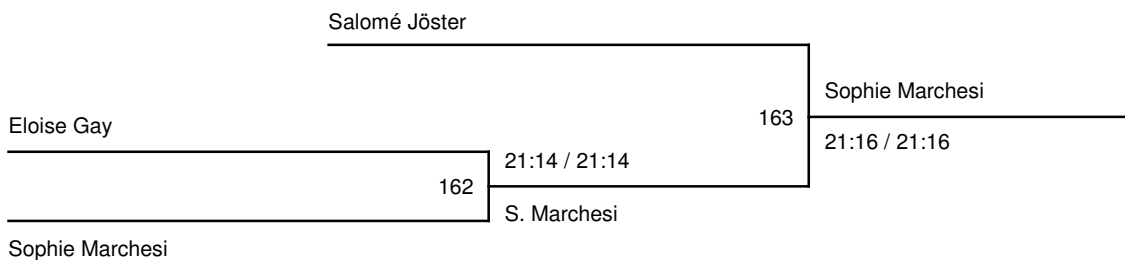 Salomé Jöster
Sophie Marchesi
163
Eloise Gay
21:16 / 21:16
21:14 / 21:14
162
S. Marchesi
Sophie Marchesi